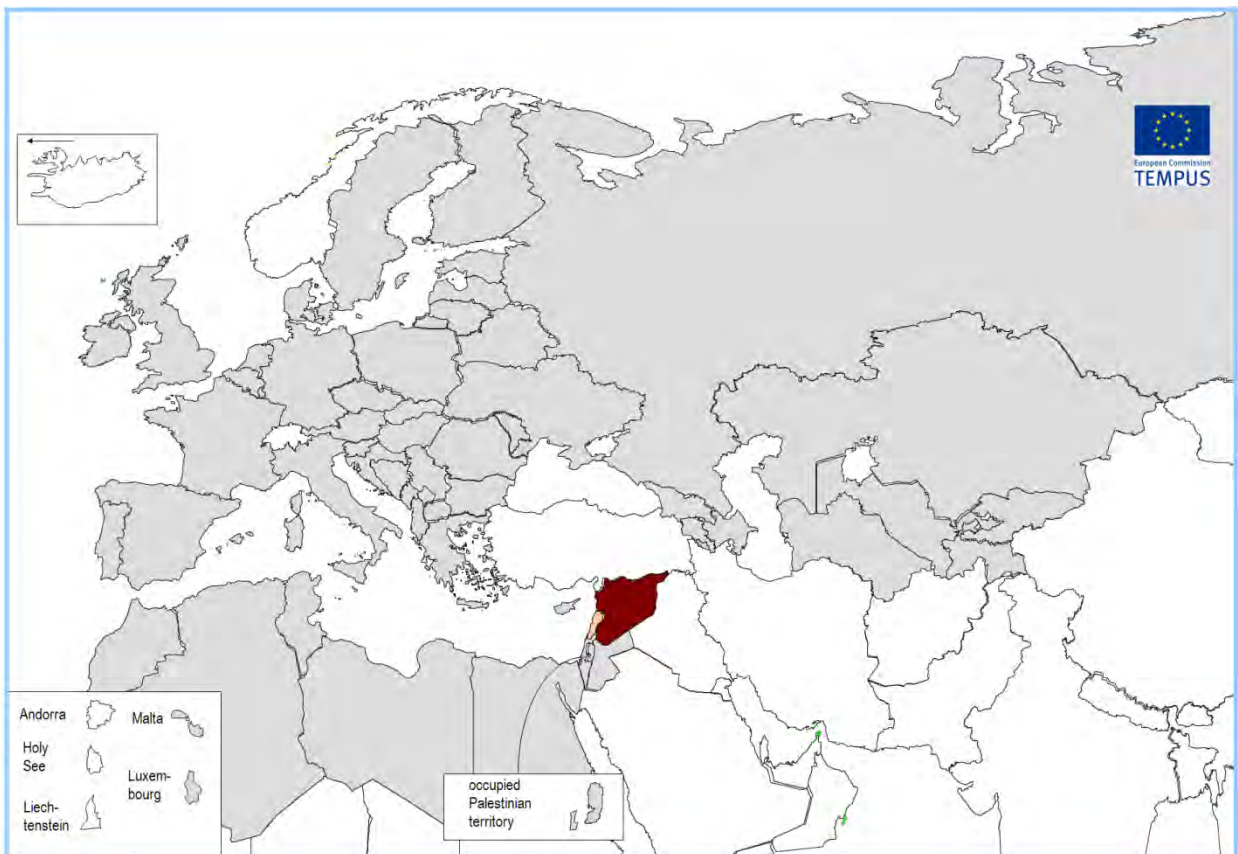 European Commission
TEMPUS
Andorra
Malta
Holy
See
Luxem-
bourg
Liech-
tenstein
occupied
Palestinian
territory